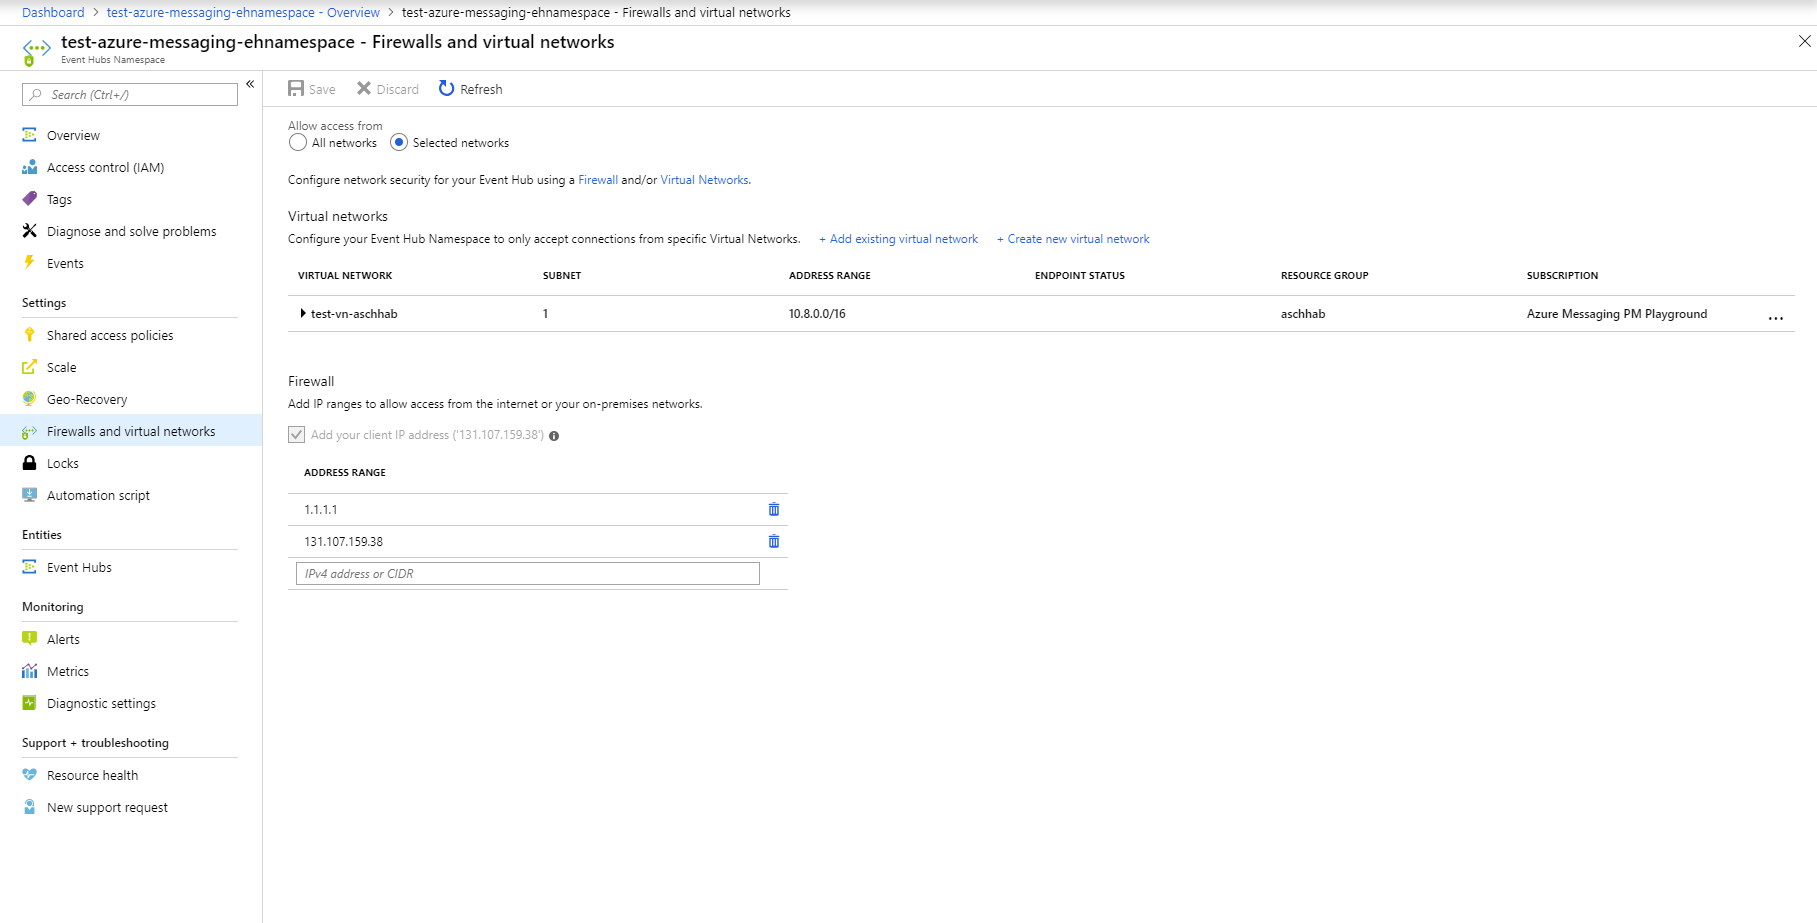 Dashboard > test-azure-messaging-ehnamespace - Overview > test-azure-messaging-ehnamespace - Firewalls and virtual networks
test-azure-messaging-ehnamespace - Firewalls and virtual networks
Event Hubs Namespace
Search (Ctrl+/)
Overview
Access control (IAM)
Tags
Diagnose and solve problems
Events
Settings
Shared access policies
Scale
Geo-Recovery
Firewalls and virtual networks
Locks
Automation script
Entities
Event Hubs
Monitoring
Alerts
Metrics
Diagnostic settings
Support + troubleshooting
Resource health
New support request
Save Discard Refresh
Allow access from
All networks Selected networks
Configure network security for your Event Hub using a Firewall and/or Virtual Networks.
Virtual networks
Configure your Event Hub Namespace to only accept connections from specific Virtual Networks. + Add existing virtual network + Create new virtual network
VIRTUAL NETWORK SUBNET ADDRESS RANGE ENDPOINT STATUS RESOURCE GROUP SUBSCRIPTION
test-vn-aschhab 1 10.8.0.0/16 aschhab Azure Messaging PM Playground ...
Firewall
Add IP ranges to allow access from the internet or your on-premises networks.
Add your client IP address ('131.107.159.38')
ADDRESS RANGE
1.1.1.1
131.107.159.38
IPv4 address or CIDR